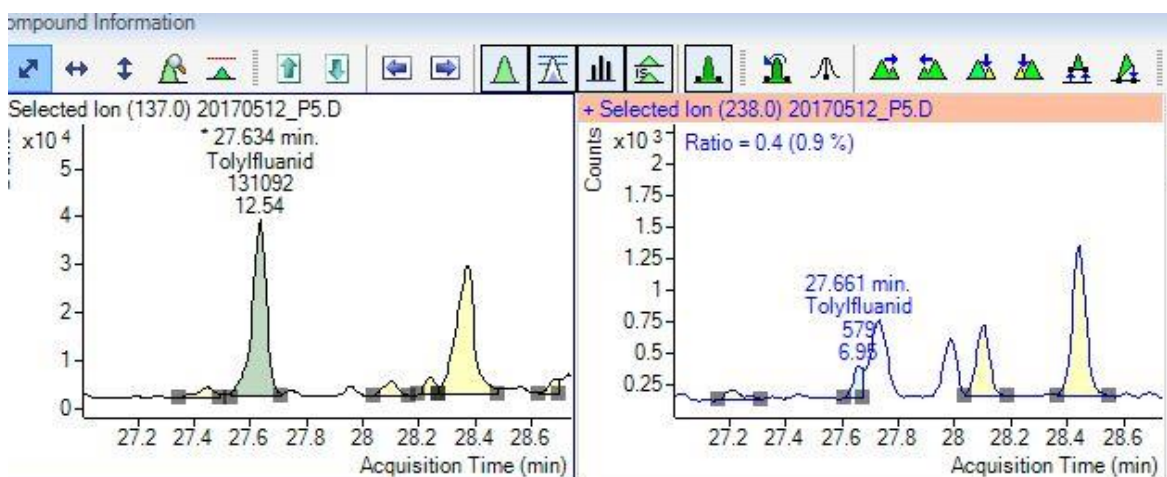 ompound Information
Selected Ion (137.0) 20170512_P5.D
x10 4
* 27.634 min.
Tolylfluanid
131092
12.54
5
4
3
2
1
0
27.2 27.4 27.6 27.8 28 28.2 28.4 28.6
Acquisition Time (min)
+ Selected Ion (238.0) 20170512_P5.D
Counts
x10 3
Ratio = 0.4 (0.9 %)
2
1.75
1.5
1.25
1
0.75
0.5
0.25
27.661 min.
Tolylfluanid
579
6.95
27.2 27.4 27.6 27.8 28 28.2 28.4 28.6
Acquisition Time (min)